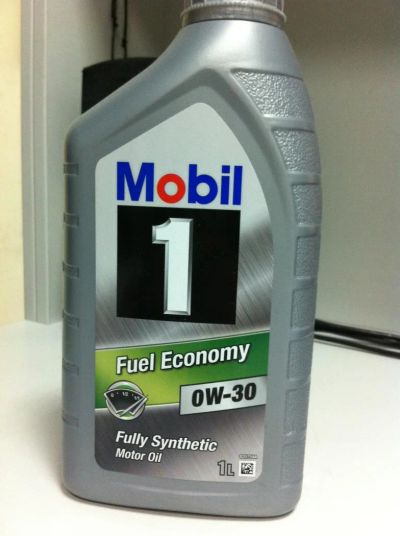 Mobil
1
Fuel Economy
0W-30
Fully Synthetic
Motor Oil
1L